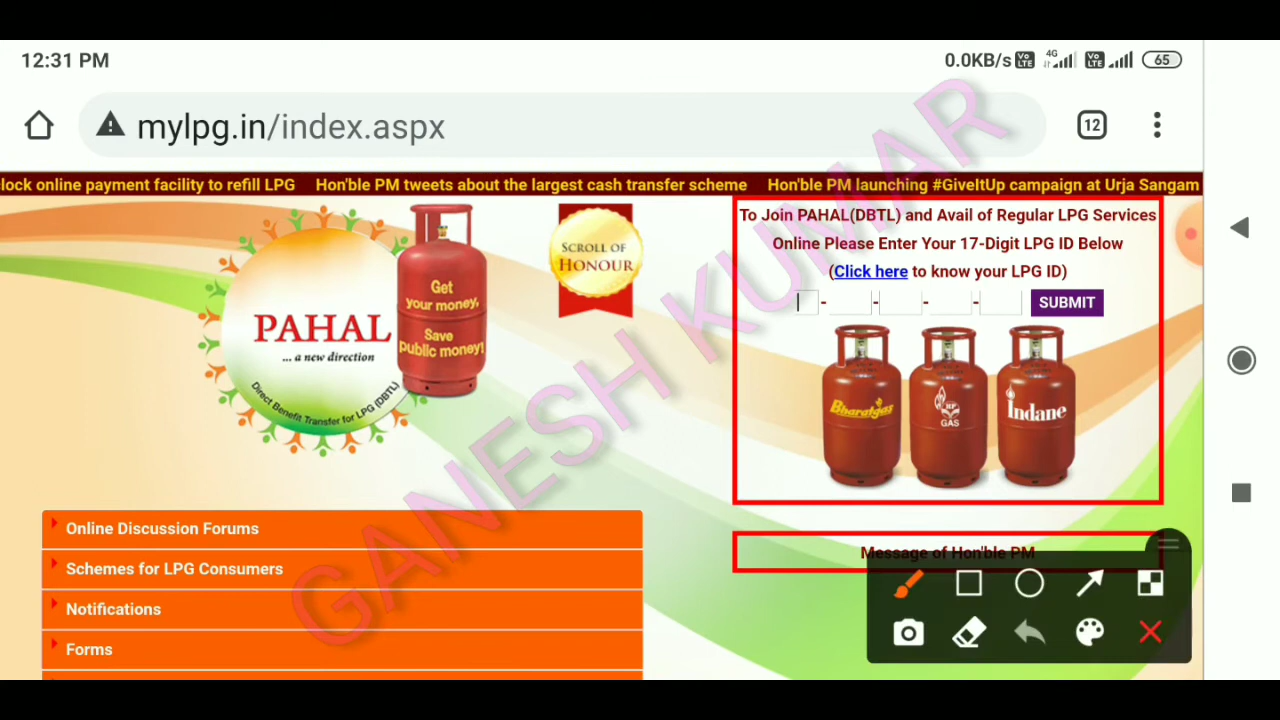 12:31 PM
0.0KB/s Vo LTE 4G Vo LTE 65
mylpg.in/index.aspx
12
lock online payment facility to refill LPG Hon'ble PM tweets about the largest cash transfer scheme Hon'ble PM launching #GiveItUp campaign at Urja Sangam
PAHAL
... a new direction
Direct Benefit Transfer for LPG (DBTL)
Get
your money,
Save
public money!
SCROLL OF
HONOUR
To Join PAHAL(DBTL) and Avail of Regular LPG Services
Online Please Enter Your 17-Digit LPG ID Below
(Click here to know your LPG ID)
- - - - SUBMIT
Bharatgas
HP
GAS
Indane
Message of Hon'ble PM
Online Discussion Forums
Schemes for LPG Consumers
Notifications
Forms
GANESH KUMAR